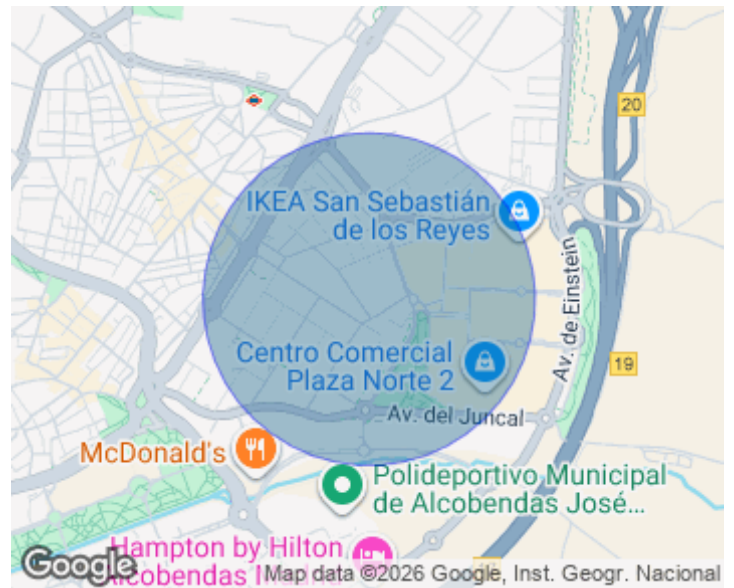 20
IKEA San Sebastián
de los Reyes
Av. de Einstein
Centro Comercial
Plaza Norte 2
19
Av. del Juncal
McDonald's
Polideportivo Municipal
de Alcobendas José...
Hampton by Hilton
Alcobendas
Google
Map data ©2026 Google, Inst. Geogr. Nacional